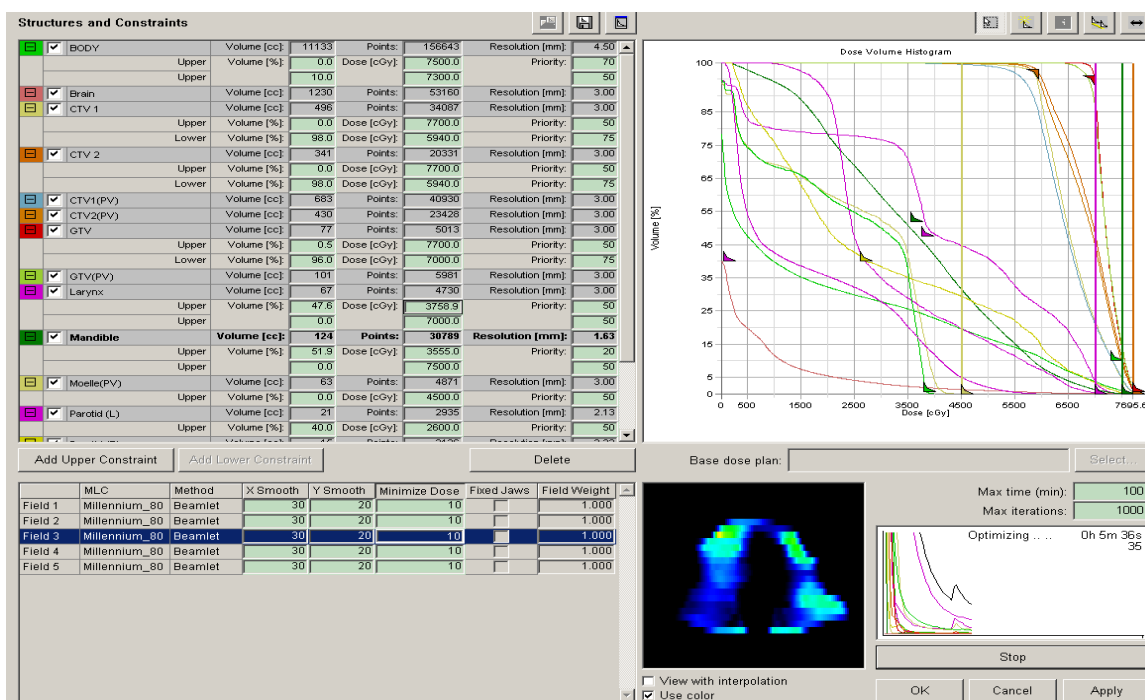 Structures and Constraints
BODY Volume [cc]: 11133 Points: 156643 Resolution [mm]: 4.50
Upper Volume [%]: 0.0 Dose [cGy]: 7500.0 Priority: 70
Upper 10.0 7300.0 50
Brain Volume [cc]: 1230 Points: 53160 Resolution [mm]: 3.00
CTV 1 Volume [cc]: 496 Points: 34087 Resolution [mm]: 3.00
Upper Volume [%]: 0.0 Dose [cGy]: 7700.0 Priority: 50
Lower Volume [%]: 98.0 Dose [cGy]: 5940.0 Priority: 75
CTV 2 Volume [cc]: 341 Points: 20331 Resolution [mm]: 3.00
Upper Volume [%]: 0.0 Dose [cGy]: 7700.0 Priority: 50
Lower Volume [%]: 98.0 Dose [cGy]: 5940.0 Priority: 75
CTV1(PV) Volume [cc]: 683 Points: 40930 Resolution [mm]: 3.00
CTV2(PV) Volume [cc]: 430 Points: 23428 Resolution [mm]: 3.00
GTV Volume [cc]: 77 Points: 5013 Resolution [mm]: 3.00
Upper Volume [%]: 0.5 Dose [cGy]: 7700.0 Priority: 50
Lower Volume [%]: 96.0 Dose [cGy]: 7000.0 Priority: 75
GTV(PV) Volume [cc]: 101 Points: 5981 Resolution [mm]: 3.00
Larynx Volume [cc]: 67 Points: 4730 Resolution [mm]: 3.00
Upper Volume [%]: 47.6 Dose [cGy]: 3758.9 Priority: 50
Upper 0.0 7000.0 50
Mandible Volume [cc]: 124 Points: 30789 Resolution [mm]: 1.63
Upper Volume [%]: 51.9 Dose [cGy]: 3555.0 Priority: 20
Upper 0.0 7500.0 50
Moelle(PV) Volume [cc]: 63 Points: 4871 Resolution [mm]: 3.00
Upper Volume [%]: 0.0 Dose [cGy]: 4500.0 Priority: 50
Parotid (L) Volume [cc]: 21 Points: 2935 Resolution [mm]: 2.13
Upper Volume [%]: 40.0 Dose [cGy]: 2600.0 Priority: 50
Add Upper Constraint Add Lower Constraint Delete
Dose Volume Histogram
100
85
75
65
55
45
35
25
15
5
0
Volume [%]
0 500 1500 2500 3500 4500 5500 6500 7695.6
Dose [cGy]
Base dose plan: Select...
MLC Method X Smooth Y Smooth Minimize Dose Fixed Jaws Field Weight
Field 1 Millennium_80 Beamlet 30 20 10 1.000
Field 2 Millennium_80 Beamlet 30 20 10 1.000
Field 3 Millennium_80 Beamlet 30 20 10 1.000
Field 4 Millennium_80 Beamlet 30 20 10 1.000
Field 5 Millennium_80 Beamlet 30 20 10 1.000
Max time (min): 100
Max iterations: 1000
Optimizing .. .. 0h 5m 36s
35
Stop
View with interpolation
Use color
OK Cancel Apply